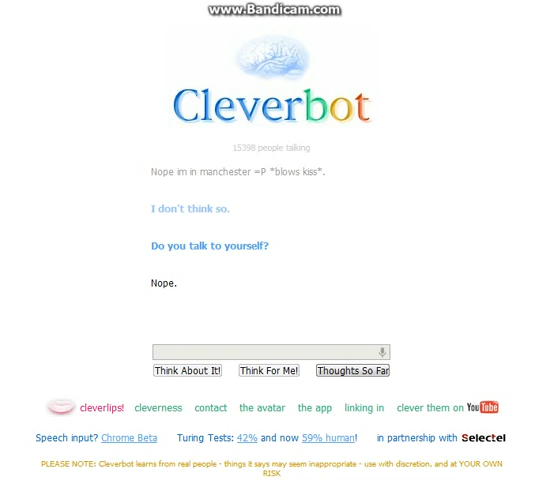 www.Bandicam.com
Cleverbot
15398 people talking
Nope im in manchester =P *blows kiss*.
I don't think so.
Do you talk to yourself?
Nope.
Think About It! Think For Me! Thoughts So Far
cleverlips! cleverness contact the avatar the app linking in clever them on YouTube
Speech input? Chrome Beta Turing Tests: 42% and now 59% human! in partnership with Selectel
PLEASE NOTE: Cleverbot learns from real people - things it says may seem inappropriate - use with discretion, and at YOUR OWN
RISK